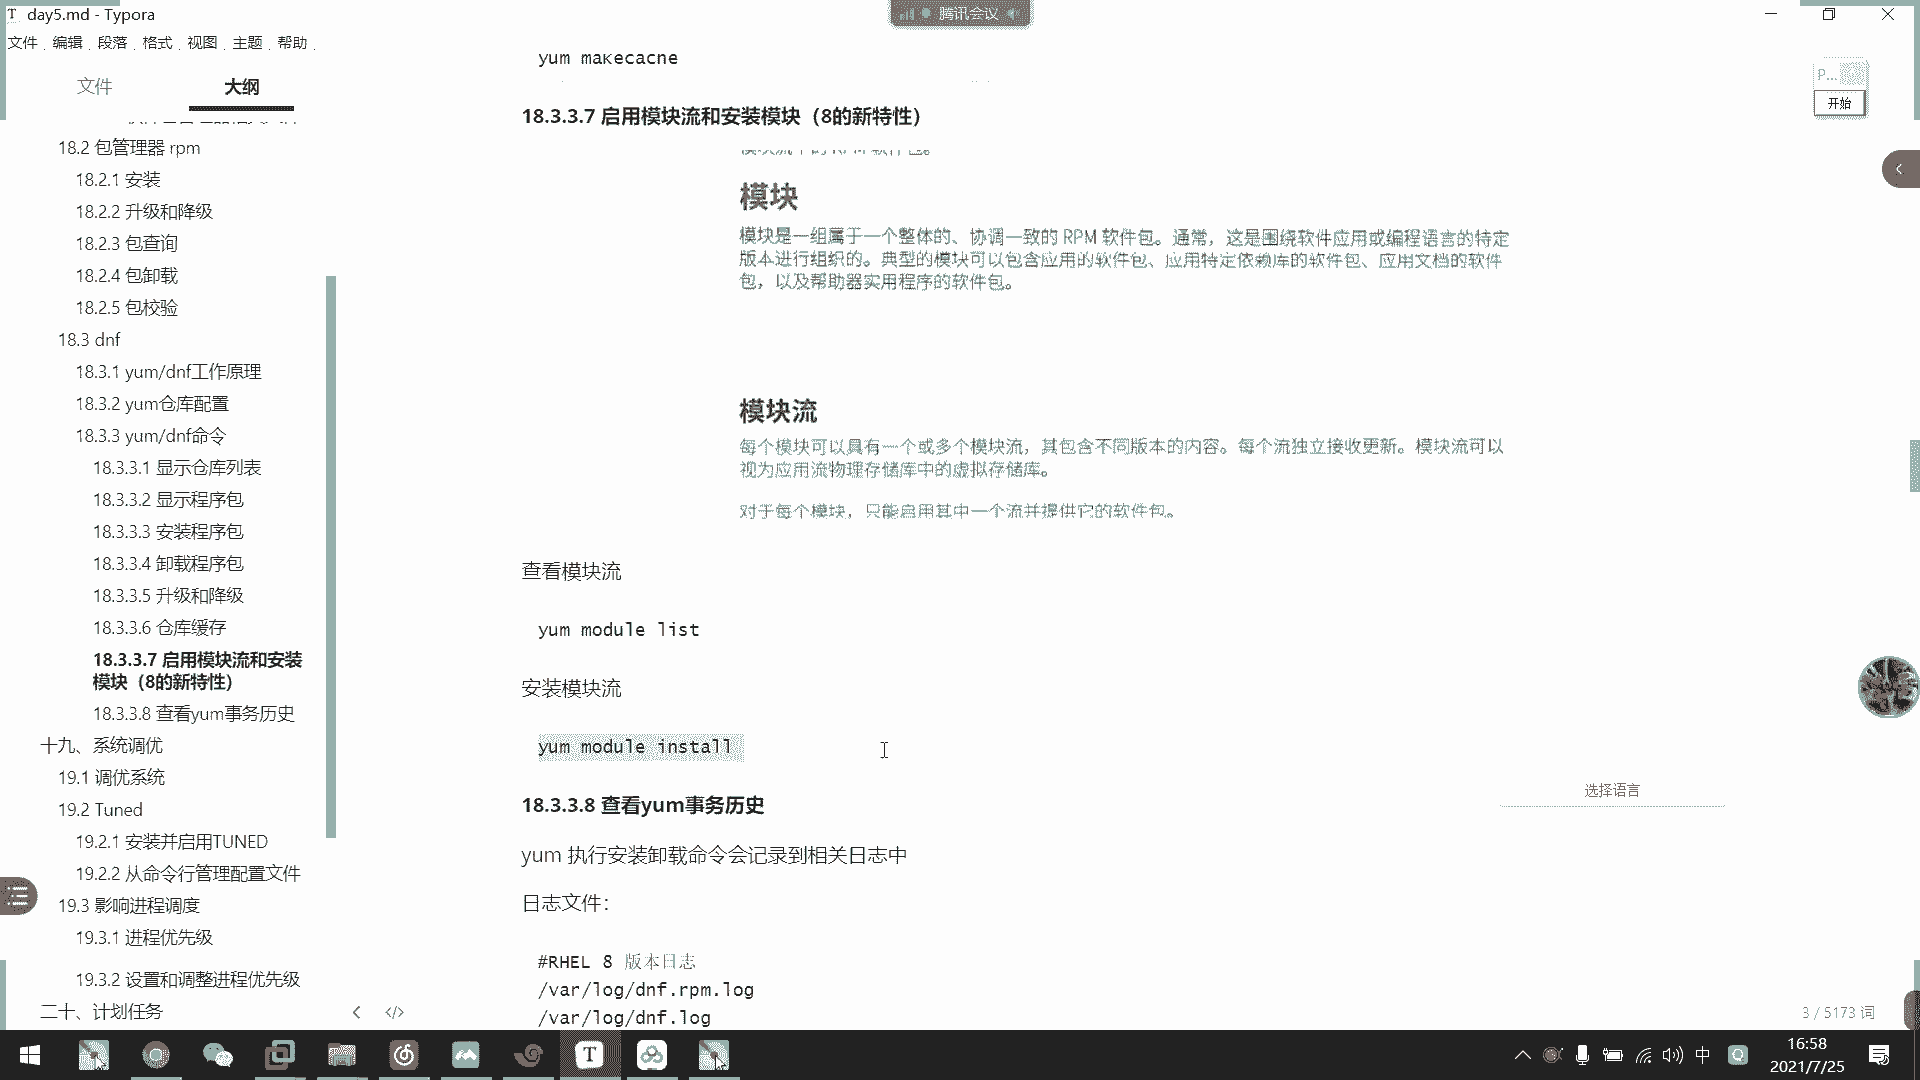 day5.md - Typora
腾讯会议
文件 编辑 段落 格式 视图 主题 帮助
文件
大纲
18.2 包管理器 rpm
18.2.1 安装
18.2.2 升级和降级
18.2.3 包查询
18.2.4 包卸载
18.2.5 包校验
18.3 dnf
18.3.1 yum/dnf工作原理
18.3.2 yum仓库配置
18.3.3 yum/dnf命令
18.3.3.1 显示仓库列表
18.3.3.2 显示程序包
18.3.3.3 安装程序包
18.3.3.4 卸载程序包
18.3.3.5 升级和降级
18.3.3.6 仓库缓存
18.3.3.7 启用模块流和安装
模块（8的新特性）
18.3.3.8 查看yum事务历史
十九、系统调优
19.1 调优系统
19.2 Tuned
19.2.1 安装并启用TUNED
19.2.2 从命令行管理配置文件
19.3 影响进程调度
19.3.1 进程优先级
19.3.2 设置和调整进程优先级
二十、计划任务
yum makecache
18.3.3.7 启用模块流和安装模块（8的新特性）
模块
模块是一组属于一个整体的、协调一致的 RPM 软件包。通常，这是围绕软件应用或编程语言的特定
版本进行组织的。典型的模块可以包含应用的软件包、应用特定依赖库的软件包、应用文档的软件
包，以及帮助器实用程序的软件包。
模块流
每个模块可以具有一个或多个模块流，其包含不同版本的内容。每个流独立接收更新。模块流可以
视为应用流物理存储库中的虚拟存储库。
对于每个模块，只能启用其中一个流并提供它的软件包。
查看模块流
yum module list
安装模块流
yum module install
18.3.3.8 查看yum事务历史
yum 执行安装卸载命令会记录到相关日志中
日志文件：
#RHEL 8 版本日志
/var/log/dnf.rpm.log
/var/log/dnf.log
P...
开始
选择语言
3 / 5173 词
中
16:58
2021/7/25